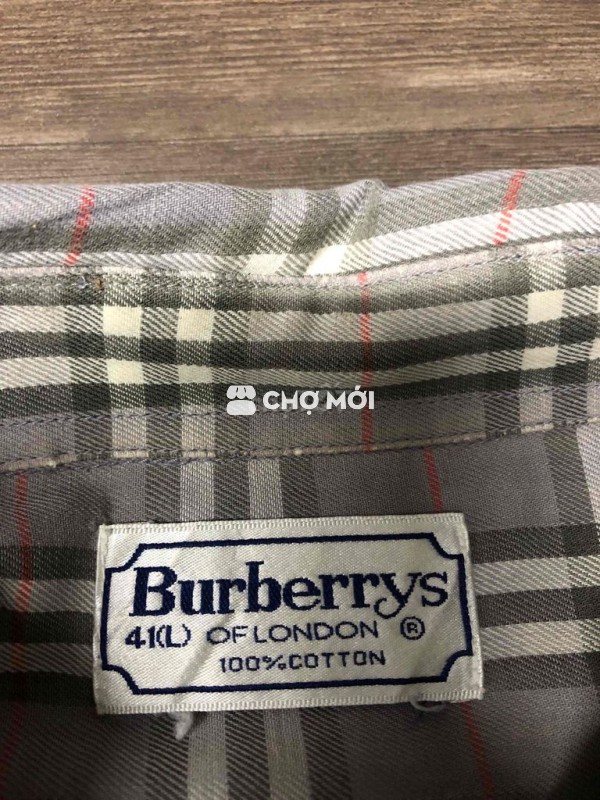 CHỢ MỚI
Burberrys
41(L) OF LONDON ®
100%COTTON